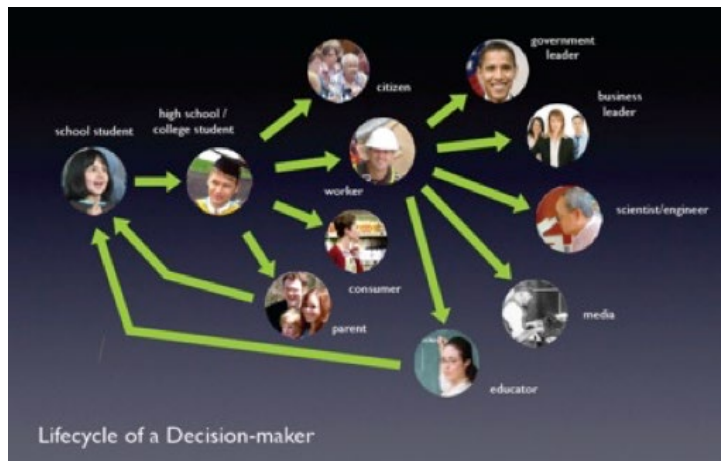 government
leader
citizen
high school /
college student
business
leader
school student
worker
scientist/engineer
consumer
parent
media
educator
Lifecycle of a Decision-maker